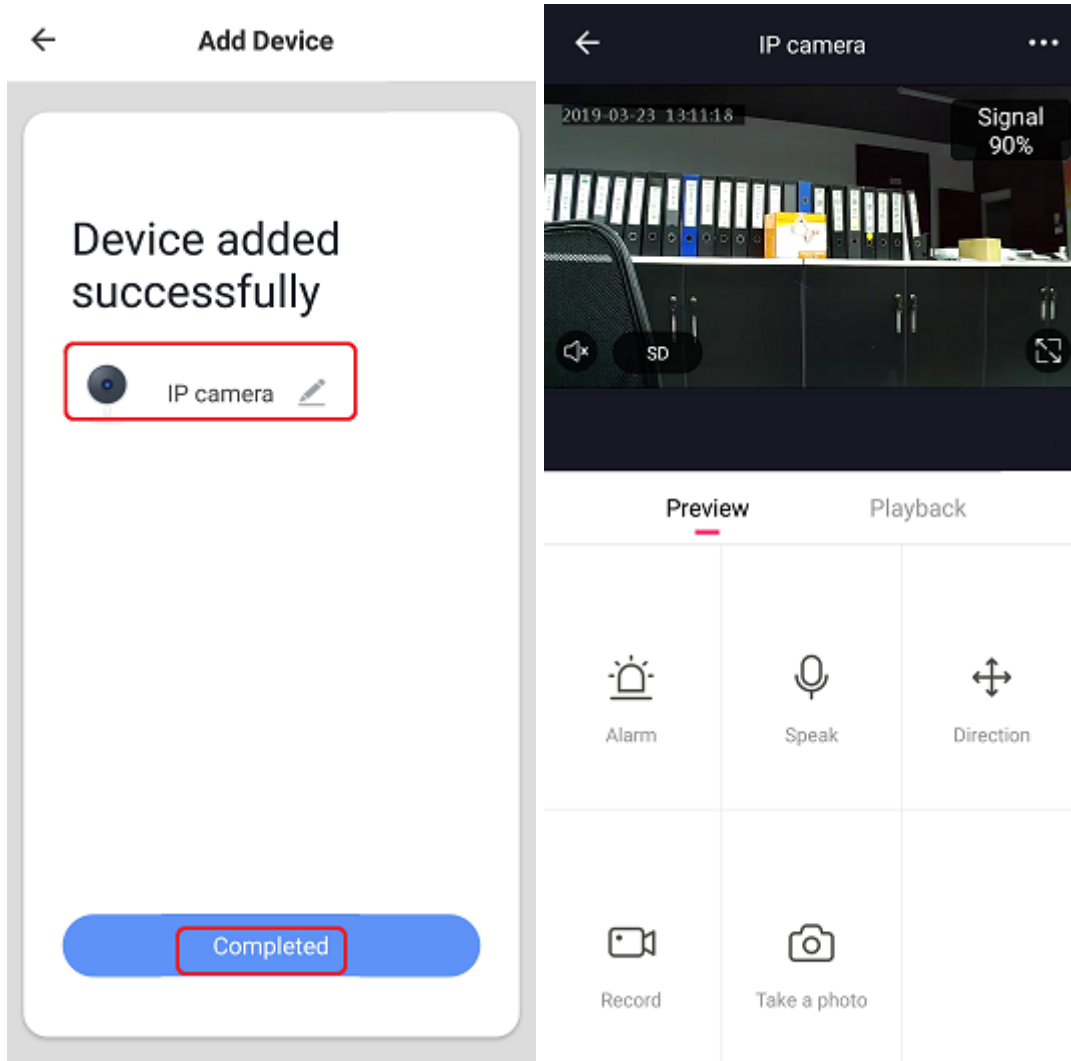 Add Device
Device added
successfully
IP camera
Completed
IP camera
2019-03-23 13:11:18
Signal
90%
SD
Preview
Playback
Alarm
Speak
Direction
Record
Take a photo